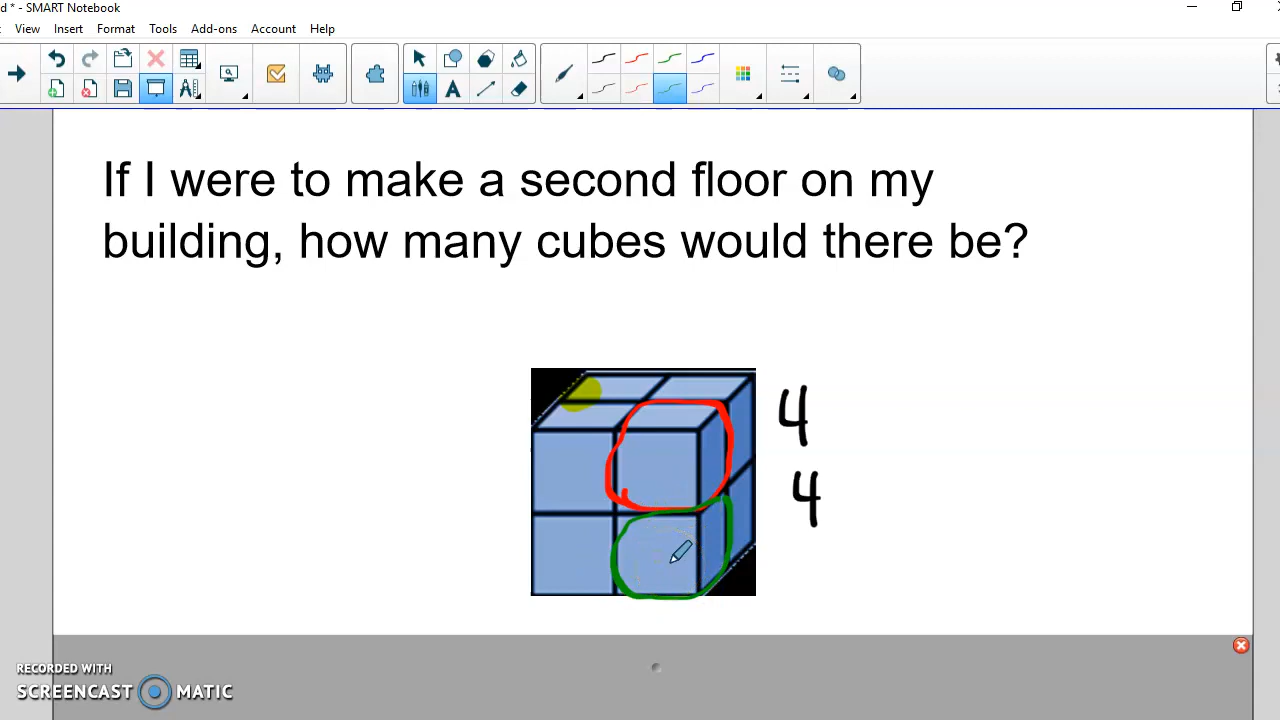 d * - SMART Notebook
View Insert Format Tools Add-ons Account Help
If I were to make a second floor on my
building, how many cubes would there be?
4
4
RECORDED WITH
SCREENCAST MATIC